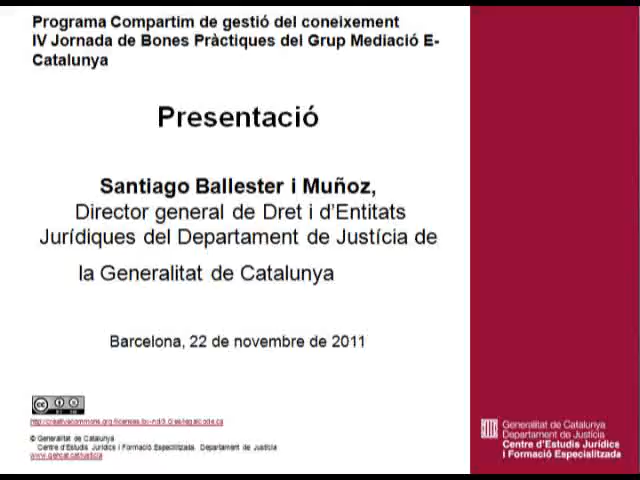 Programa Compartim de gestió del coneixement
IV Jornada de Bones Pràctiques del Grup Mediació E-
Catalunya
Presentació
Santiago Ballester i Muñoz,
Director general de Dret i d'Entitats
Jurídiques del Departament de Justícia de
la Generalitat de Catalunya
Barcelona, 22 de novembre de 2011
© Generalitat de Catalunya
Centre d'Estudis Jurídics i Formació Especialitzada. Departament de Justícia
www.gencat.cat/justicia
Generalitat de Catalunya
Departament de Justícia
Centre d'Estudis Jurídics
i Formació Especialitzada